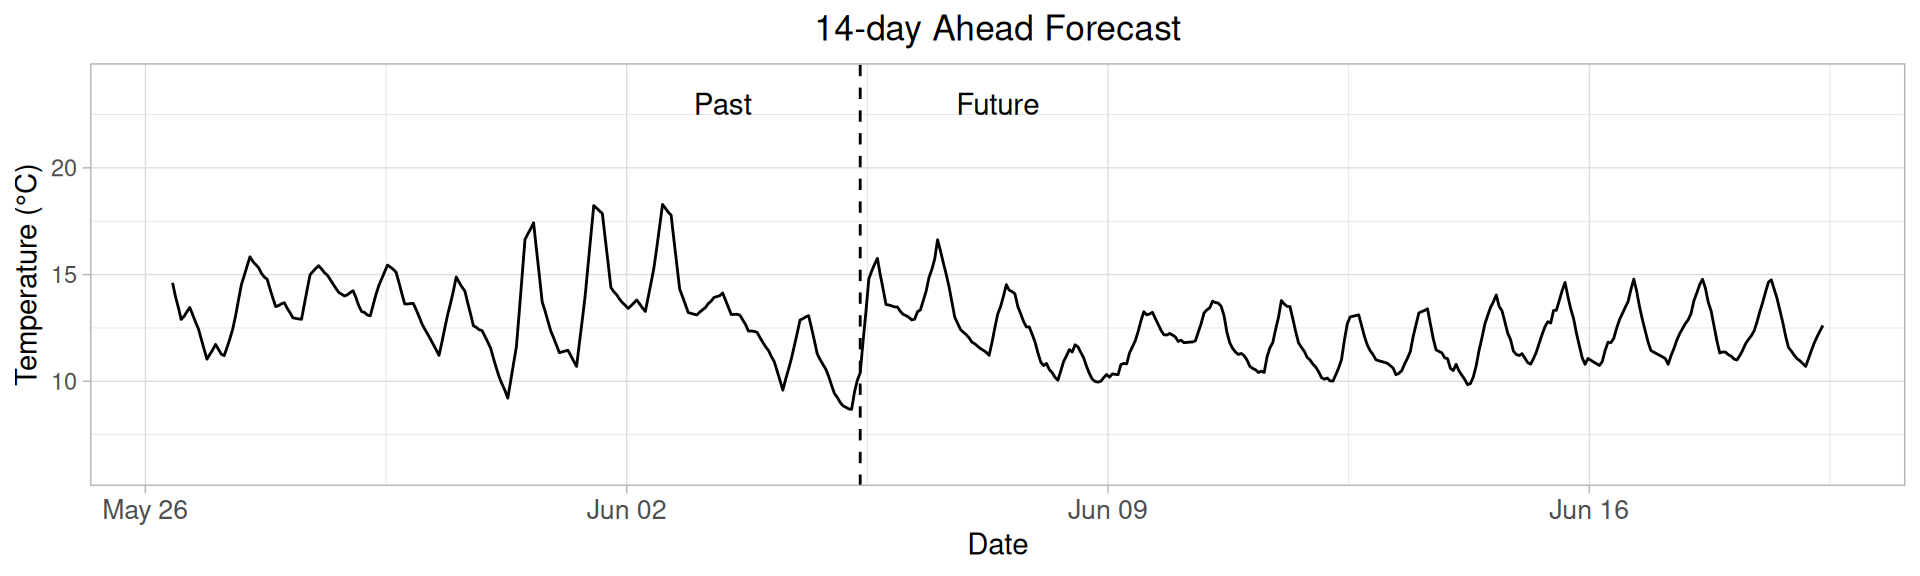 14-day Ahead Forecast
Past
Future
Temperature (°C)
20
15
10
May 26
Jun 02
Jun 09
Jun 16
Date